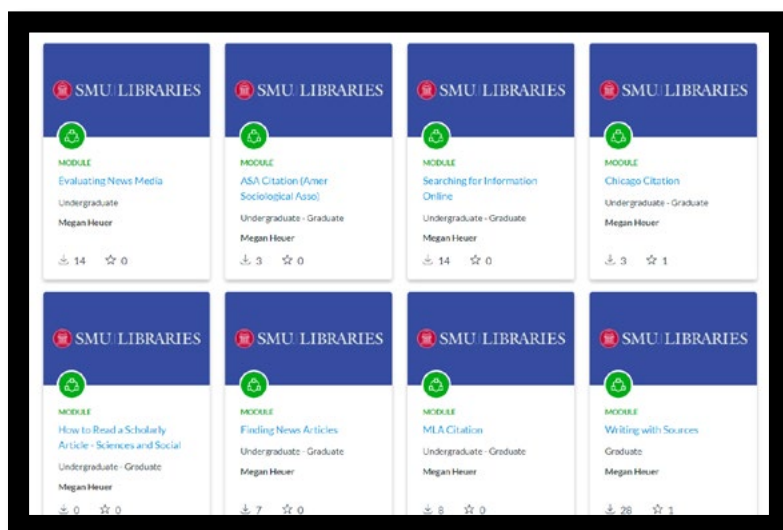 SMU LIBRARIES
MODULE
Evaluating News Media
Undergraduate
Megan Heuer
14 0
SMU LIBRARIES
MODULE
ASA Citation (Amer
Sociological Asso)
Undergraduate - Graduate
Megan Heuer
3 0
SMU LIBRARIES
MODULE
Searching for Information
Online
Undergraduate - Graduate
Megan Heuer
14 0
SMU LIBRARIES
MODULE
Chicago Citation
Undergraduate - Graduate
Megan Heuer
3 1
SMU LIBRARIES
MODULE
How to Read a Scholarly
Article - Sciences and Social
Undergraduate - Graduate
Megan Heuer
0 0
SMU LIBRARIES
MODULE
Finding News Articles
Undergraduate - Graduate
Megan Heuer
7 0
SMU LIBRARIES
MODULE
MLA Citation
Undergraduate - Graduate
Megan Heuer
8 0
SMU LIBRARIES
MODULE
Writing with Sources
Graduate
Megan Heuer
28 1